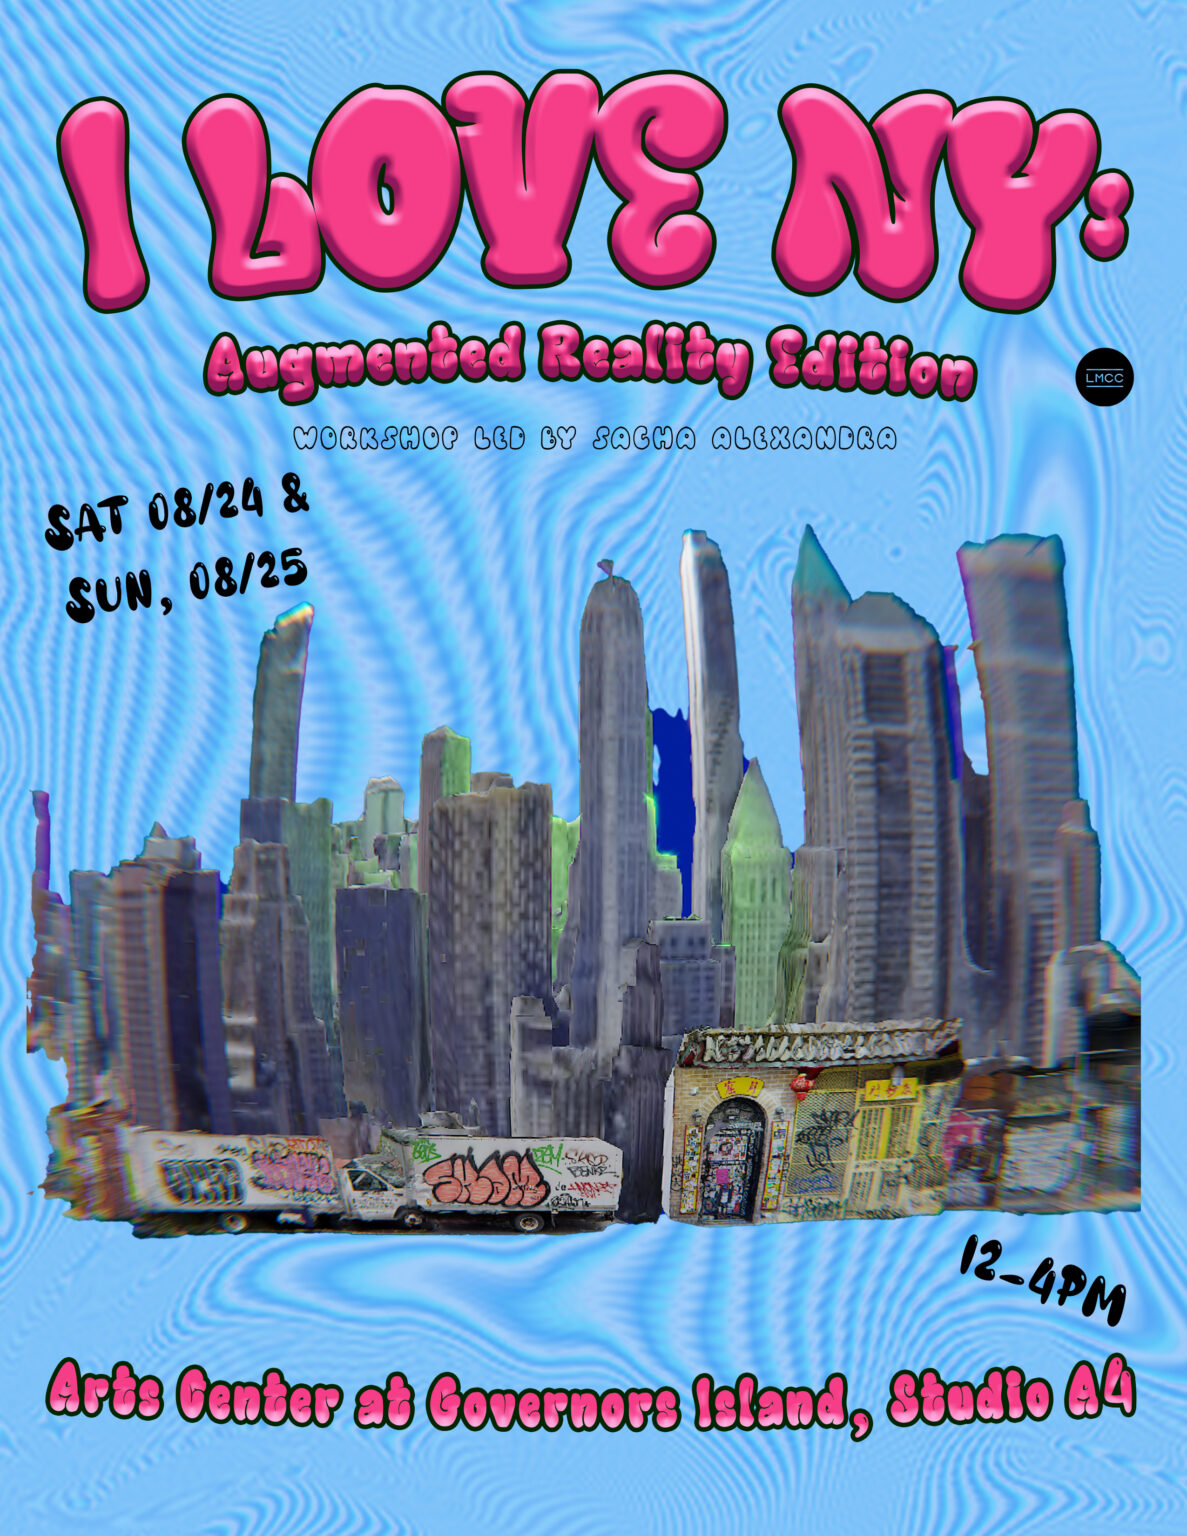 I LOVE NY:
Augmented Reality Edition
LMCC
WORKSHOP LED BY SACHA ALEXANDRA
SAT 08/24 &
SUN, 08/25
12-4PM
Arts Center at Governors Island, Studio A4